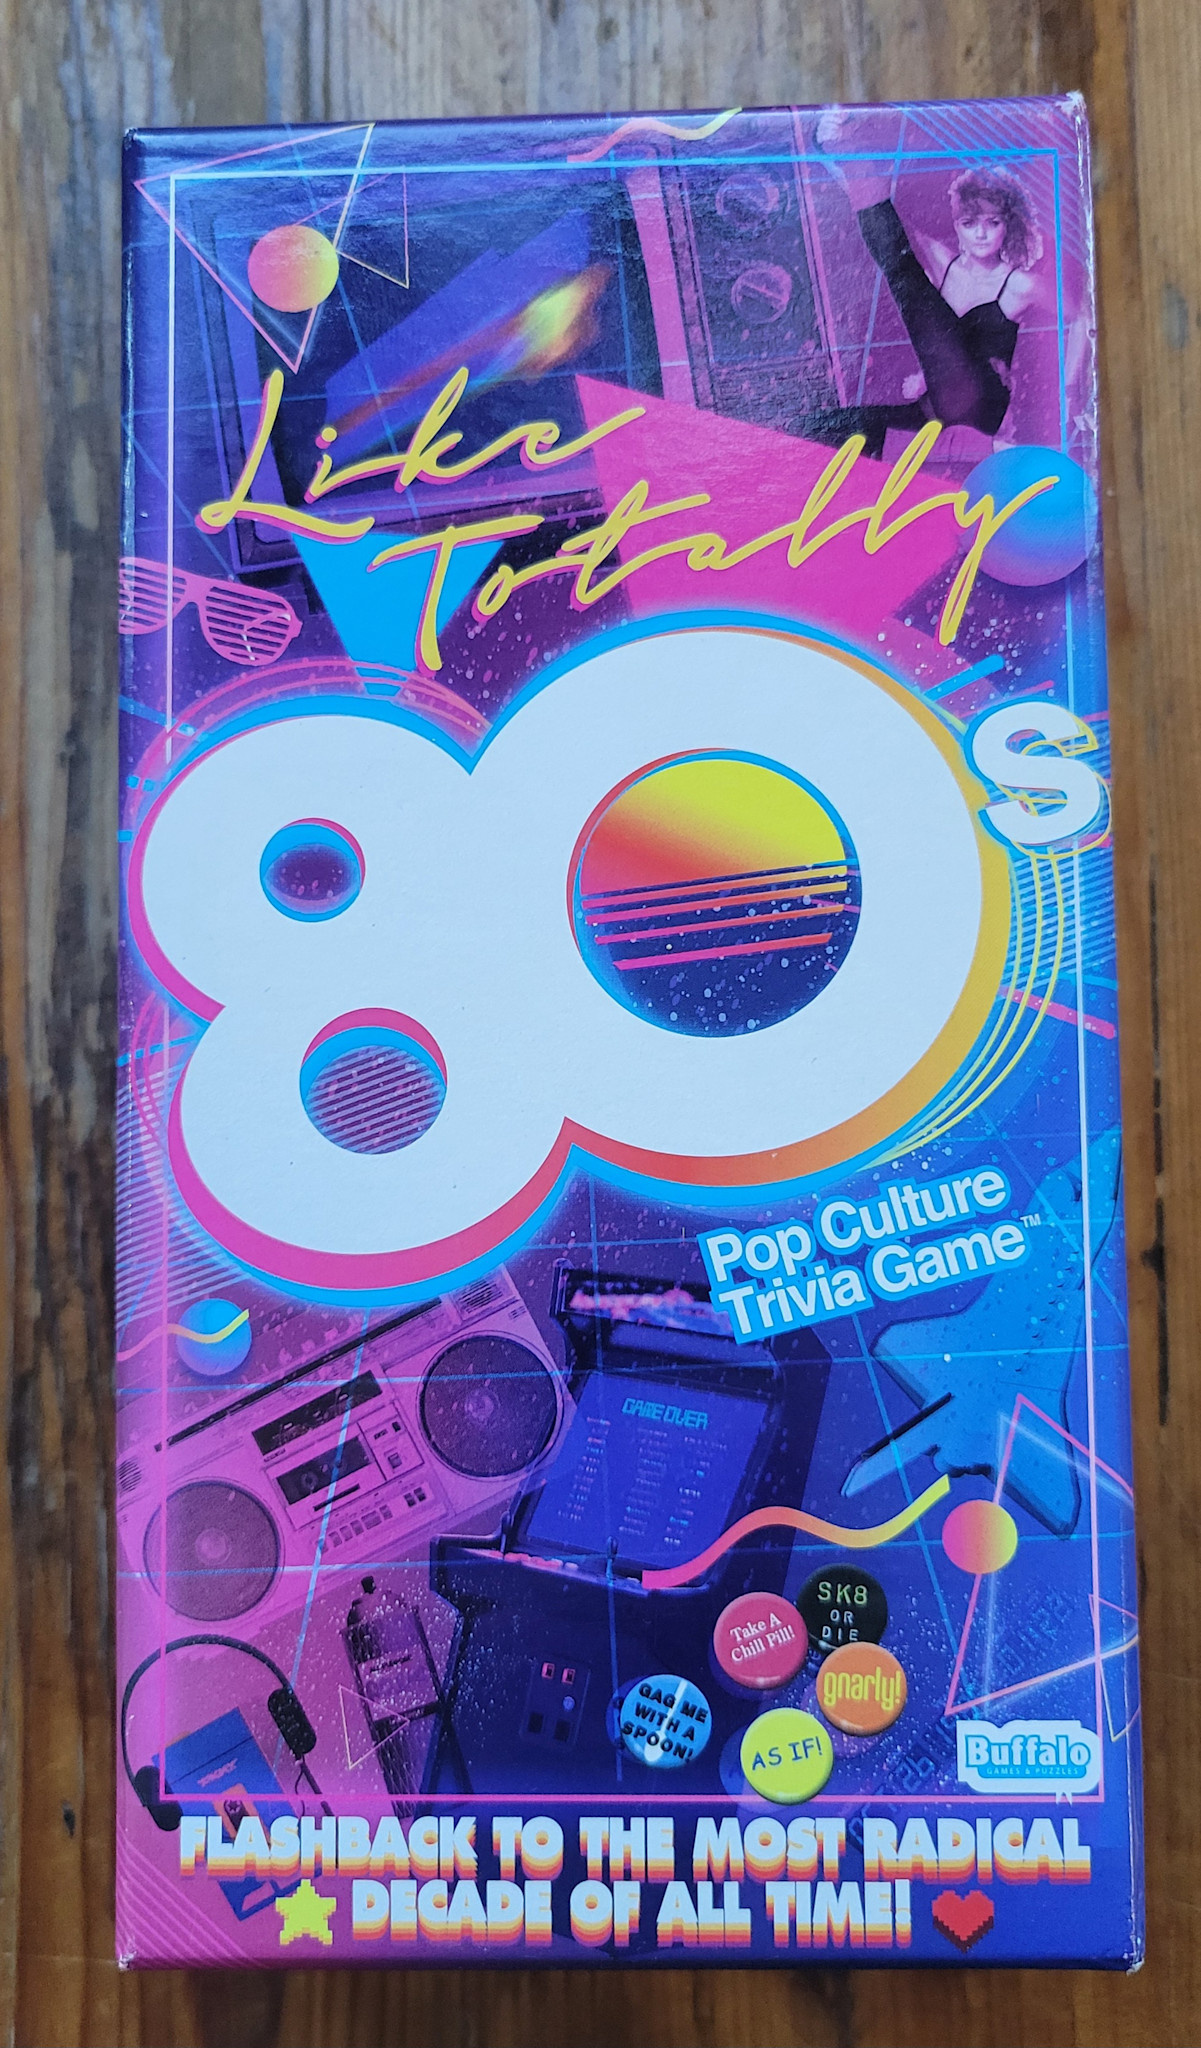 Like
Totally
80s
Pop Culture
Trivia Game™
GAME OVER
SK8
OR
DIE
Take A
Chill Pill!
gnarly!
GAG ME
WITH A
SPOON!
AS IF!
Buffalo
GAMES & PUZZLES
FLASHBACK TO THE MOST RADICAL
DECADE OF ALL TIME!